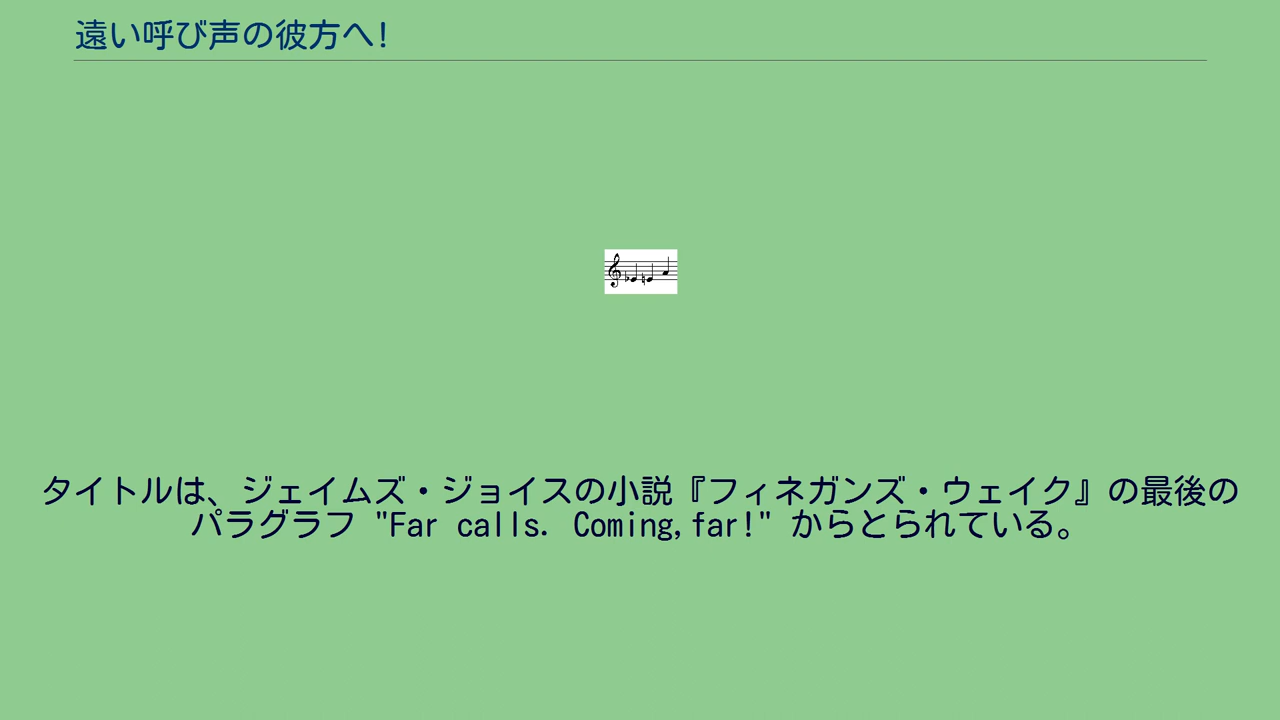 遠い呼び声の彼方へ!
タイトルは、ジェイムズ・ジョイスの小説『フィネガンズ・ウェイク』の最後の
パラグラフ "Far calls. Coming,far!" からとられている。